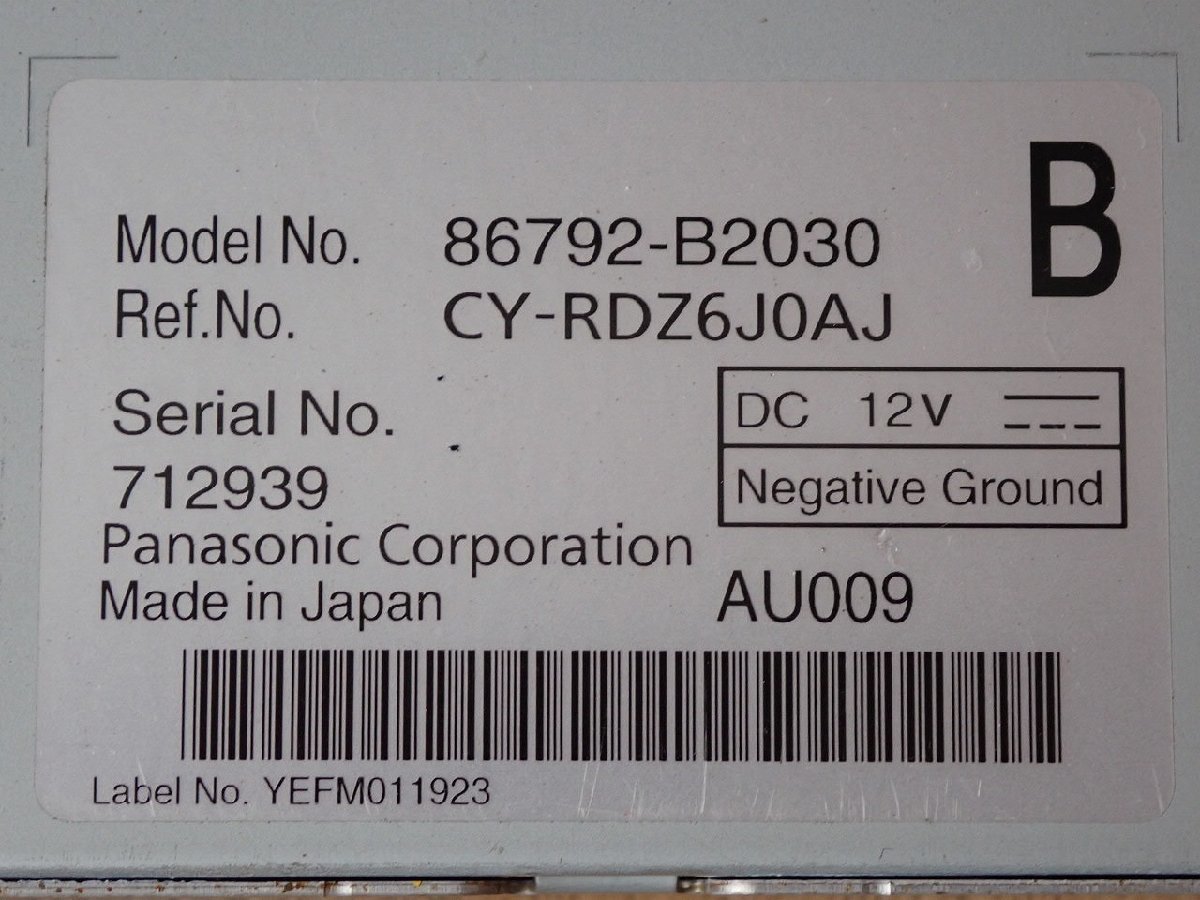 B
Model No. 86792-B2030
Ref.No. CY-RDZ6J0AJ
Serial No.
712939
DC 12V
Negative Ground
Panasonic Corporation
Made in Japan
AU009
Label No. YEFM011923